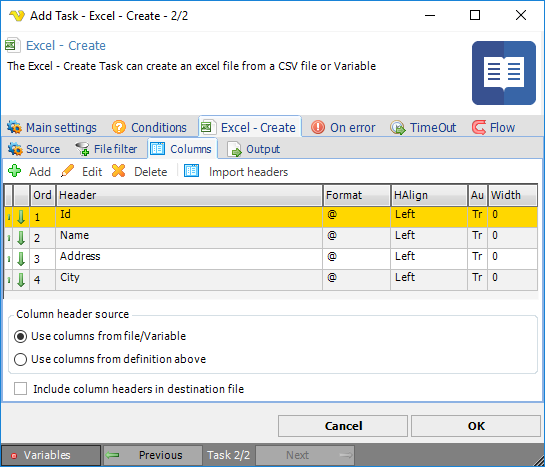 Add Task - Excel - Create - 2/2
Excel - Create
The Excel - Create Task can create an excel file from a CSV file or Variable
Main settings Conditions Excel - Create On error TimeOut Flow
Source File filter Columns Output
Add Edit Delete Import headers
Ord Header Format HAlign Au Width
1 Id @ Left Tr 0
2 Name @ Left Tr 0
3 Address @ Left Tr 0
4 City @ Left Tr 0
Column header source
Use columns from file/Variable
Use columns from definition above
Include column headers in destination file
Cancel OK
Variables Previous Task 2/2 Next